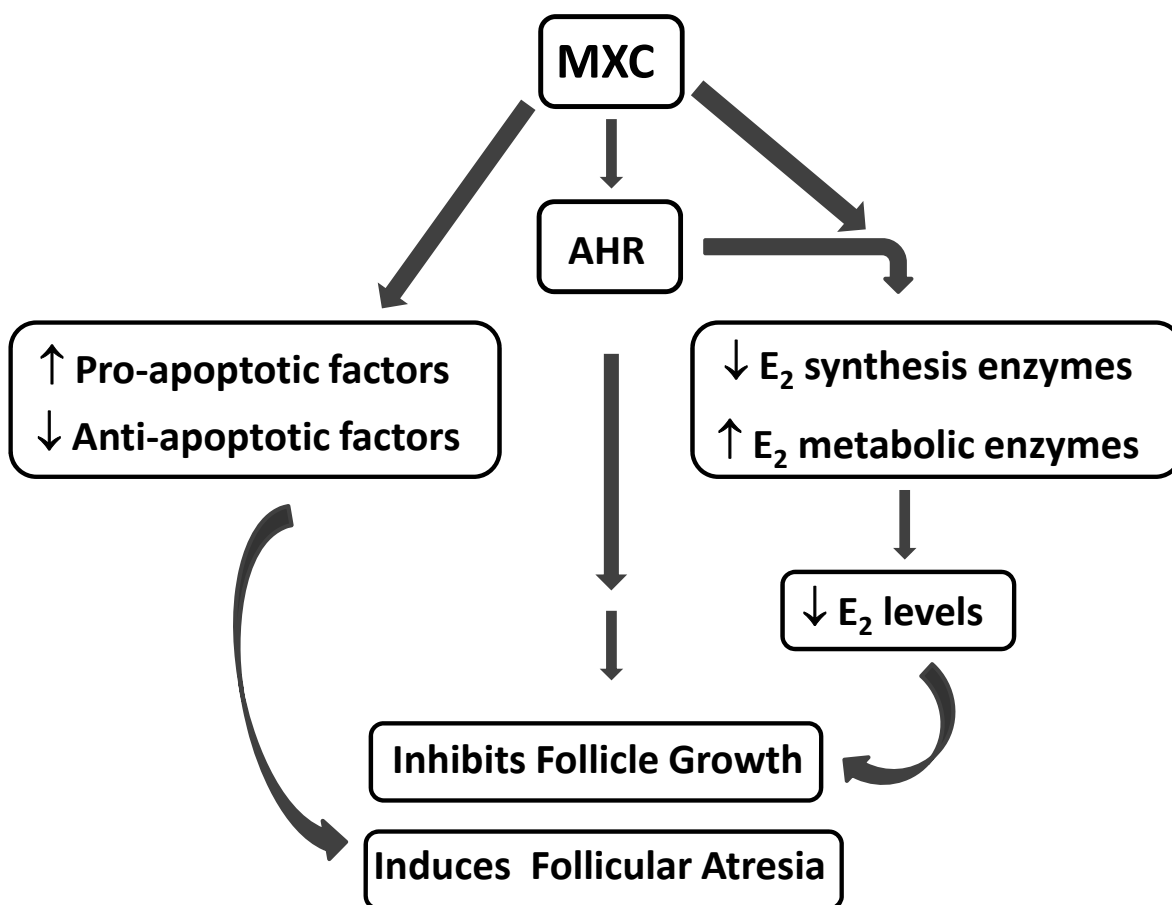 MXC
AHR
↑ Pro-apoptotic factors
↓ Anti-apoptotic factors
↓ E₂ synthesis enzymes
↑ E₂ metabolic enzymes
↓ E₂ levels
Inhibits Follicle Growth
Induces Follicular Atresia